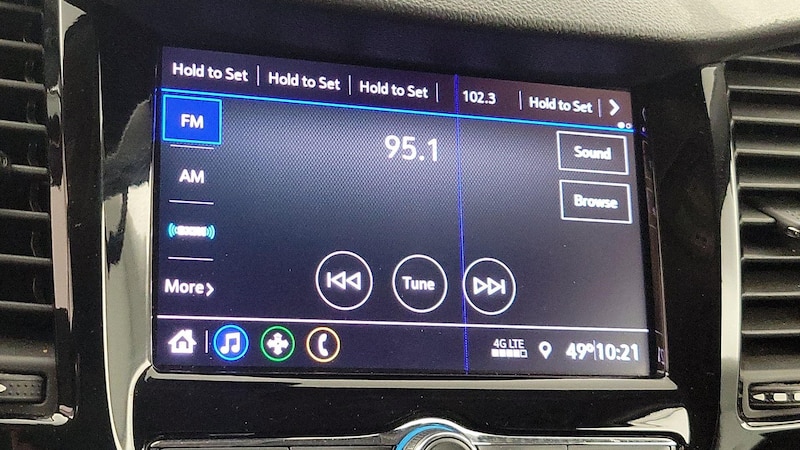 Hold to Set Hold to Set Hold to Set 102.3 Hold to Set
FM
95.1
Sound
AM
Browse
SXM
More
Tune
4G LTE
49° 10:21